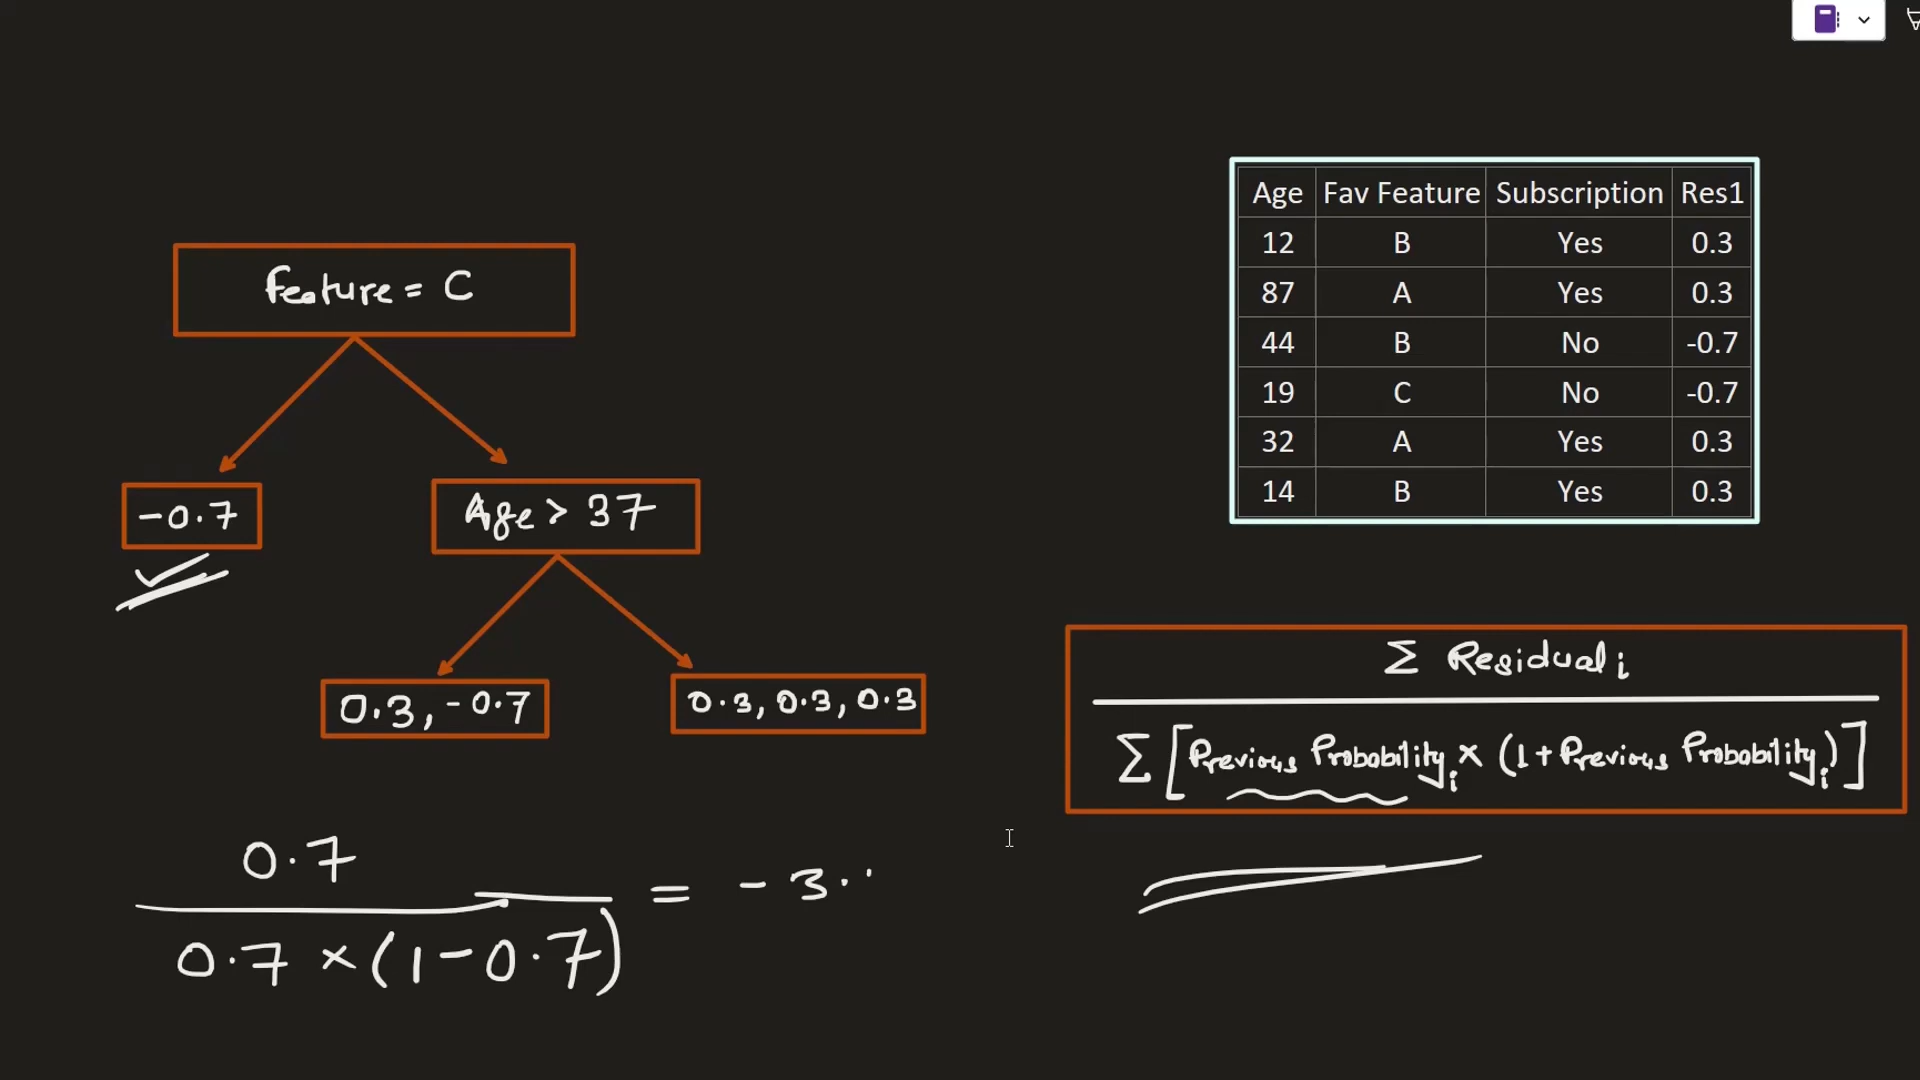 Feature = C
-0.7
Age > 37
0.3, -0.7
0.3, 0.3, 0.3
0.7
0.7 × (1-0.7)
= -3..
Age Fav Feature Subscription Res1
12 B Yes 0.3
87 A Yes 0.3
44 B No -0.7
19 C No -0.7
32 A Yes 0.3
14 B Yes 0.3
Σ Residual i
Σ [Previous Probability i × (1 + Previous Probability i)]